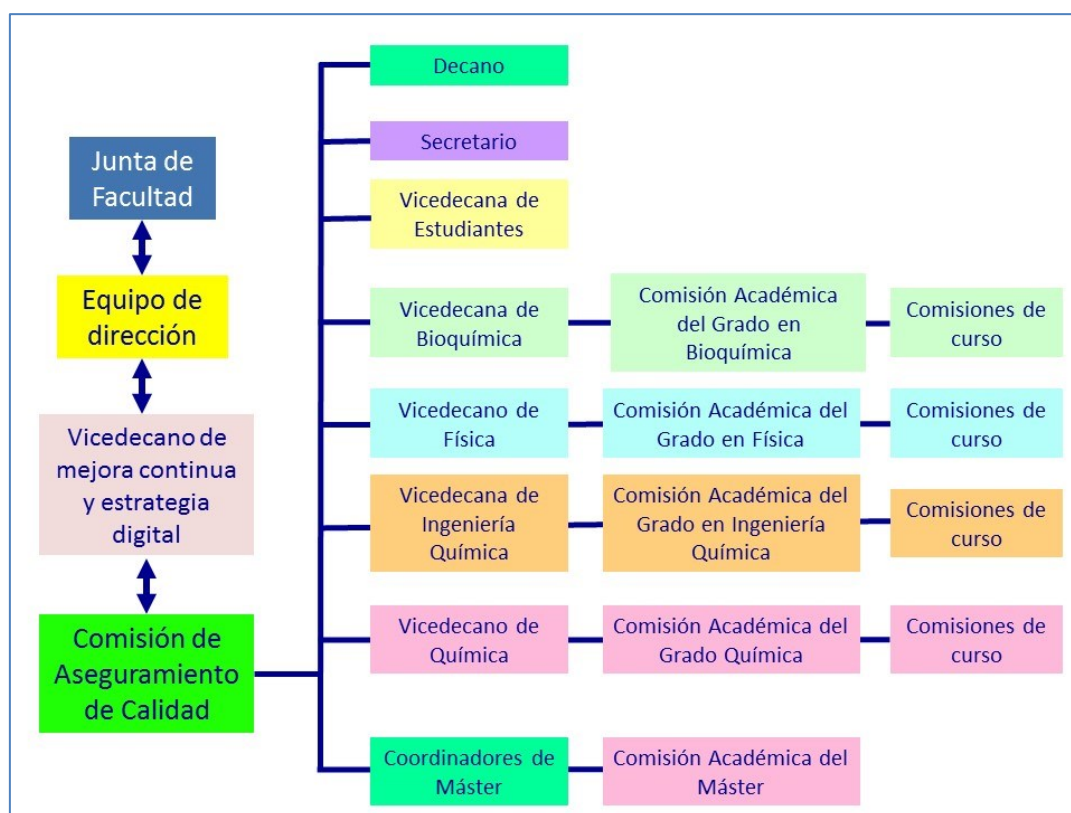 Decano
Secretario
Vicedecana de
Estudiantes
Junta de
Facultad
Equipo de
dirección
Vicedecano de
mejora continua
y estrategia
digital
Comisión de
Aseguramiento
de Calidad
Vicedecana de
Bioquímica
Comisión Académica
del Grado en
Bioquímica
Comisiones de
curso
Vicedecano de
Física
Comisión Académica del
Grado en Física
Comisiones de
curso
Vicedecana de
Ingeniería
Química
Comisión Académica del
Grado en Ingeniería
Química
Comisiones de
curso
Vicedecano de
Química
Comisión Académica del
Grado Química
Comisiones de
curso
Coordinadores de
Máster
Comisión Académica del
Máster